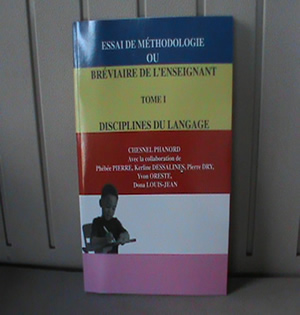 ESSAI DE MÉTHODOLOGIE
OU
BRÉVIAIRE DE L'ENSEIGNANT
TOME I
DISCIPLINES DU LANGAGE
CHESNEL PHANORD
Avec la collaboration de
Phébée PIERRE, Kerline DESSALINES, Pierre DRY,
Yvon ORESTE,
Dona LOUIS-JEAN